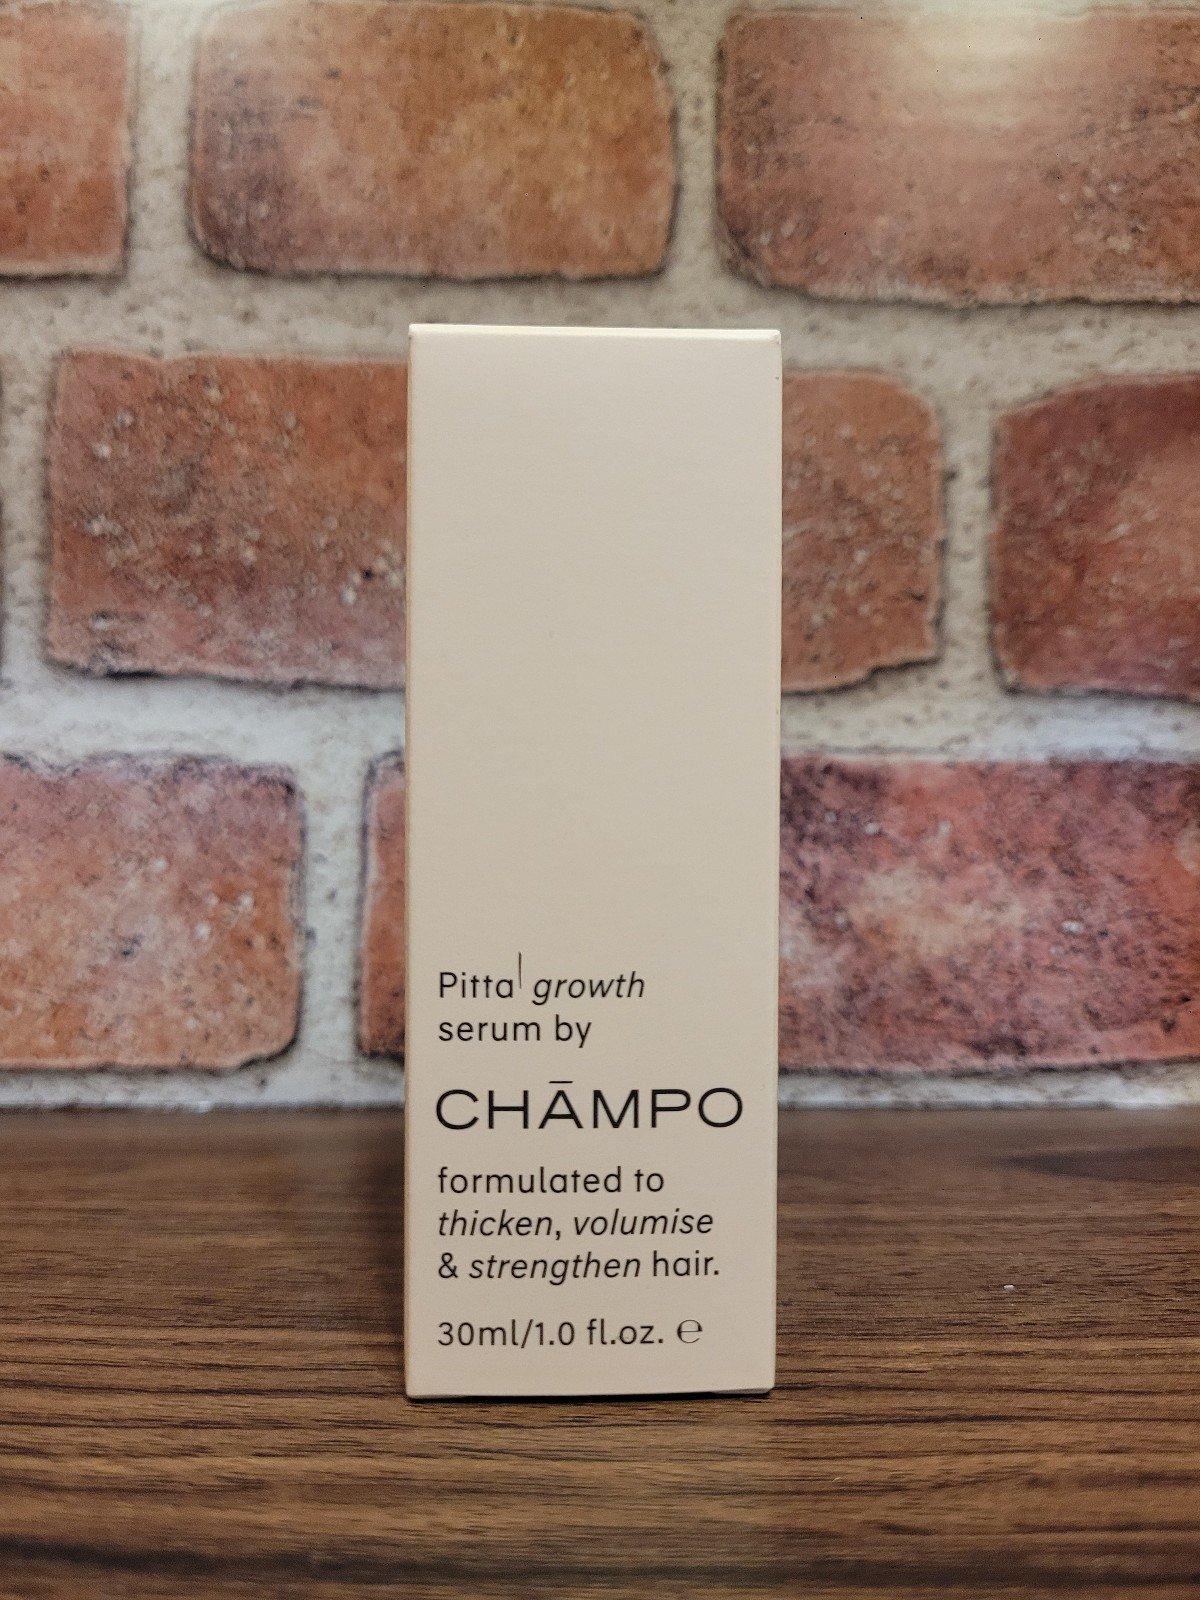 Pitta| growth
serum by
CHĀMPO
formulated to
thicken, volumise
& strengthen hair.
30ml/1.0 fl.oz. ℮